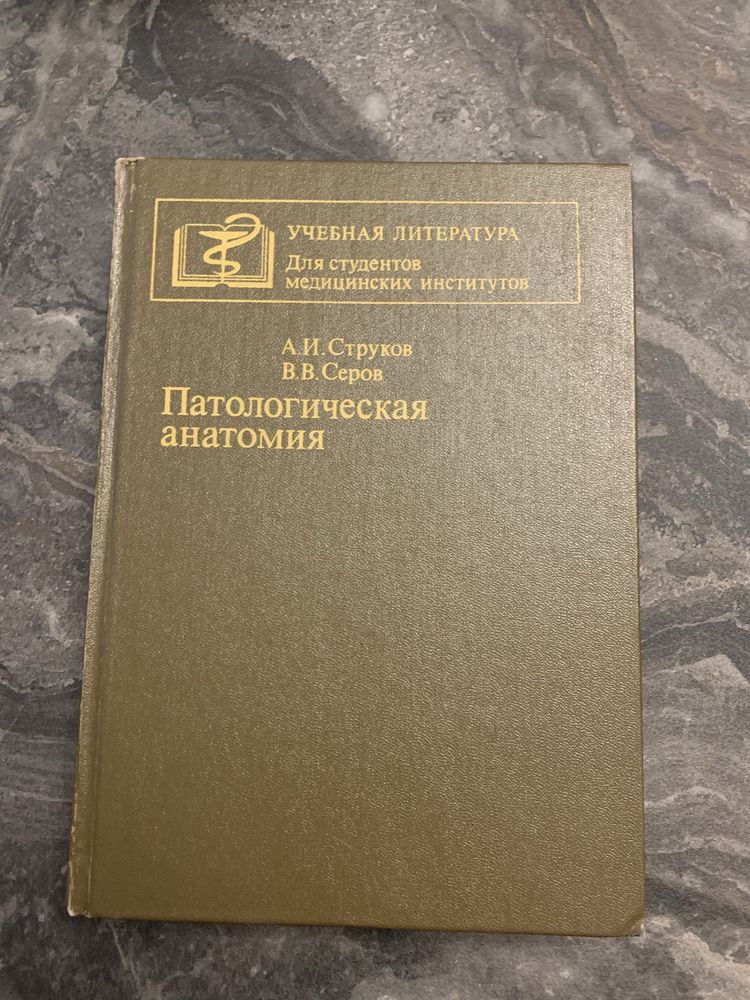 УЧЕБНАЯ ЛИТЕРАТУРА
Для студентов
медицинских институтов
А.И. Струков
В.В. Серов
Патологическая
анатомия